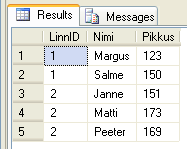 Results Messages
LinnID Nimi Pikkus
1 1 Margus 123
2 1 Salme 150
3 2 Janne 151
4 2 Matti 173
5 2 Peeter 169